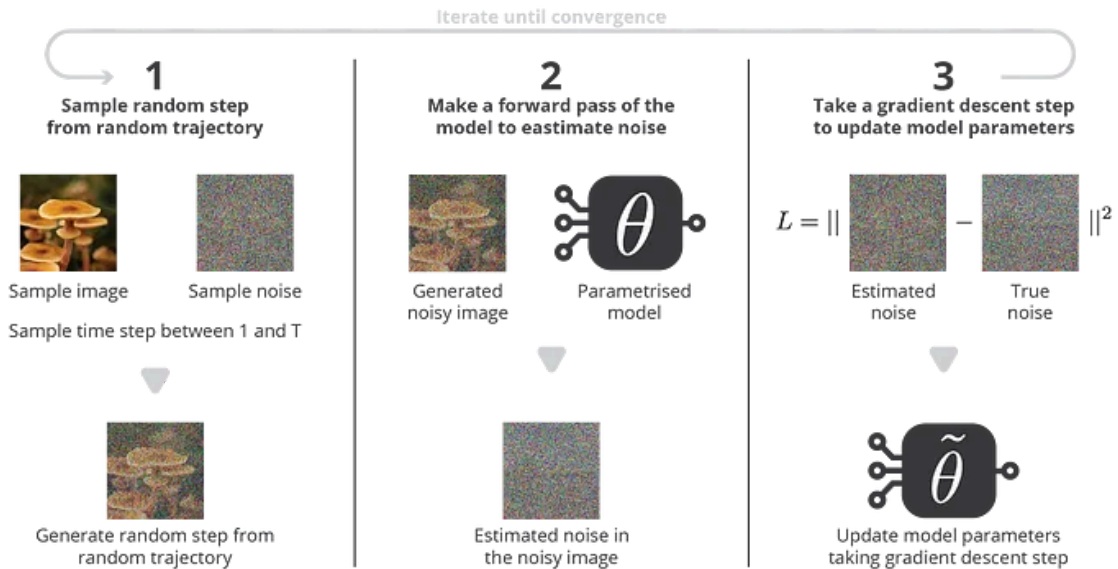 Iterate until convergence
1
Sample random step
from random trajectory
Sample image
Sample noise
Sample time step between 1 and T
Generate random step from
random trajectory
2
Make a forward pass of the
model to eastimate noise
Generated
noisy image
θ
Parametrised
model
Estimated noise in
the noisy image
3
Take a gradient descent step
to update model parameters
L = || − ||²
Estimated
noise
True
noise
θ̃
Update model parameters
taking gradient descent step